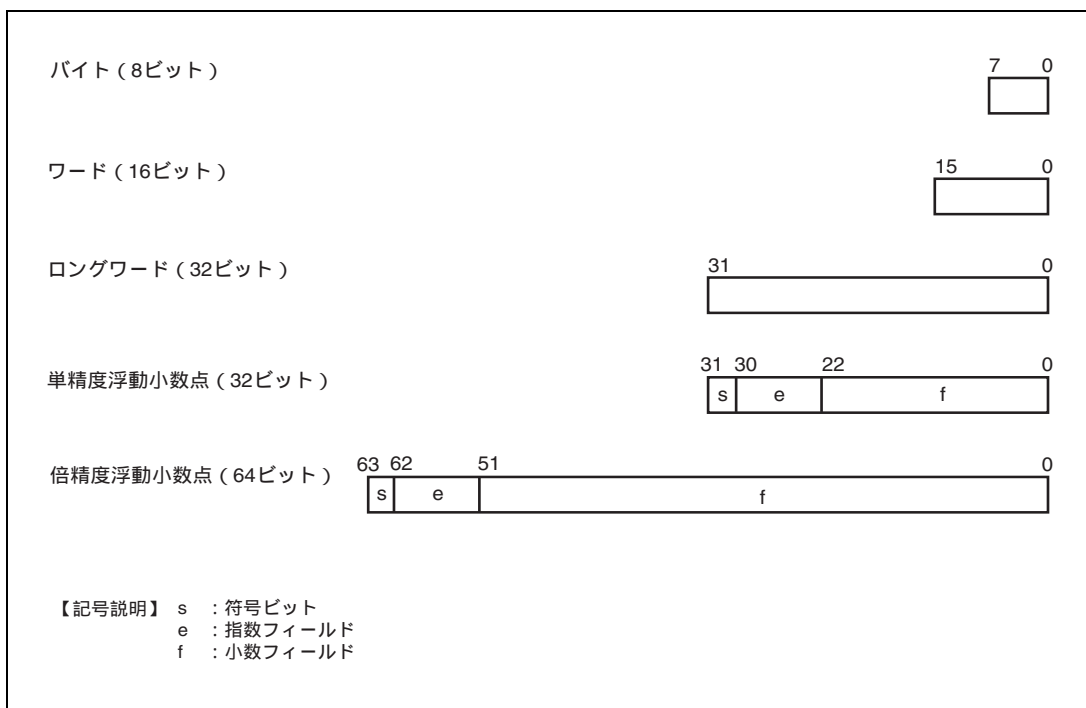 バイト（8ビット）
7 0
ワード（16ビット）
15 0
ロングワード（32ビット）
31 0
単精度浮動小数点（32ビット）
31 30 22 0
s e f
倍精度浮動小数点（64ビット）
63 62 51 0
s e f
【記号説明】 s ：符号ビット
e ：指数フィールド
f ：小数フィールド